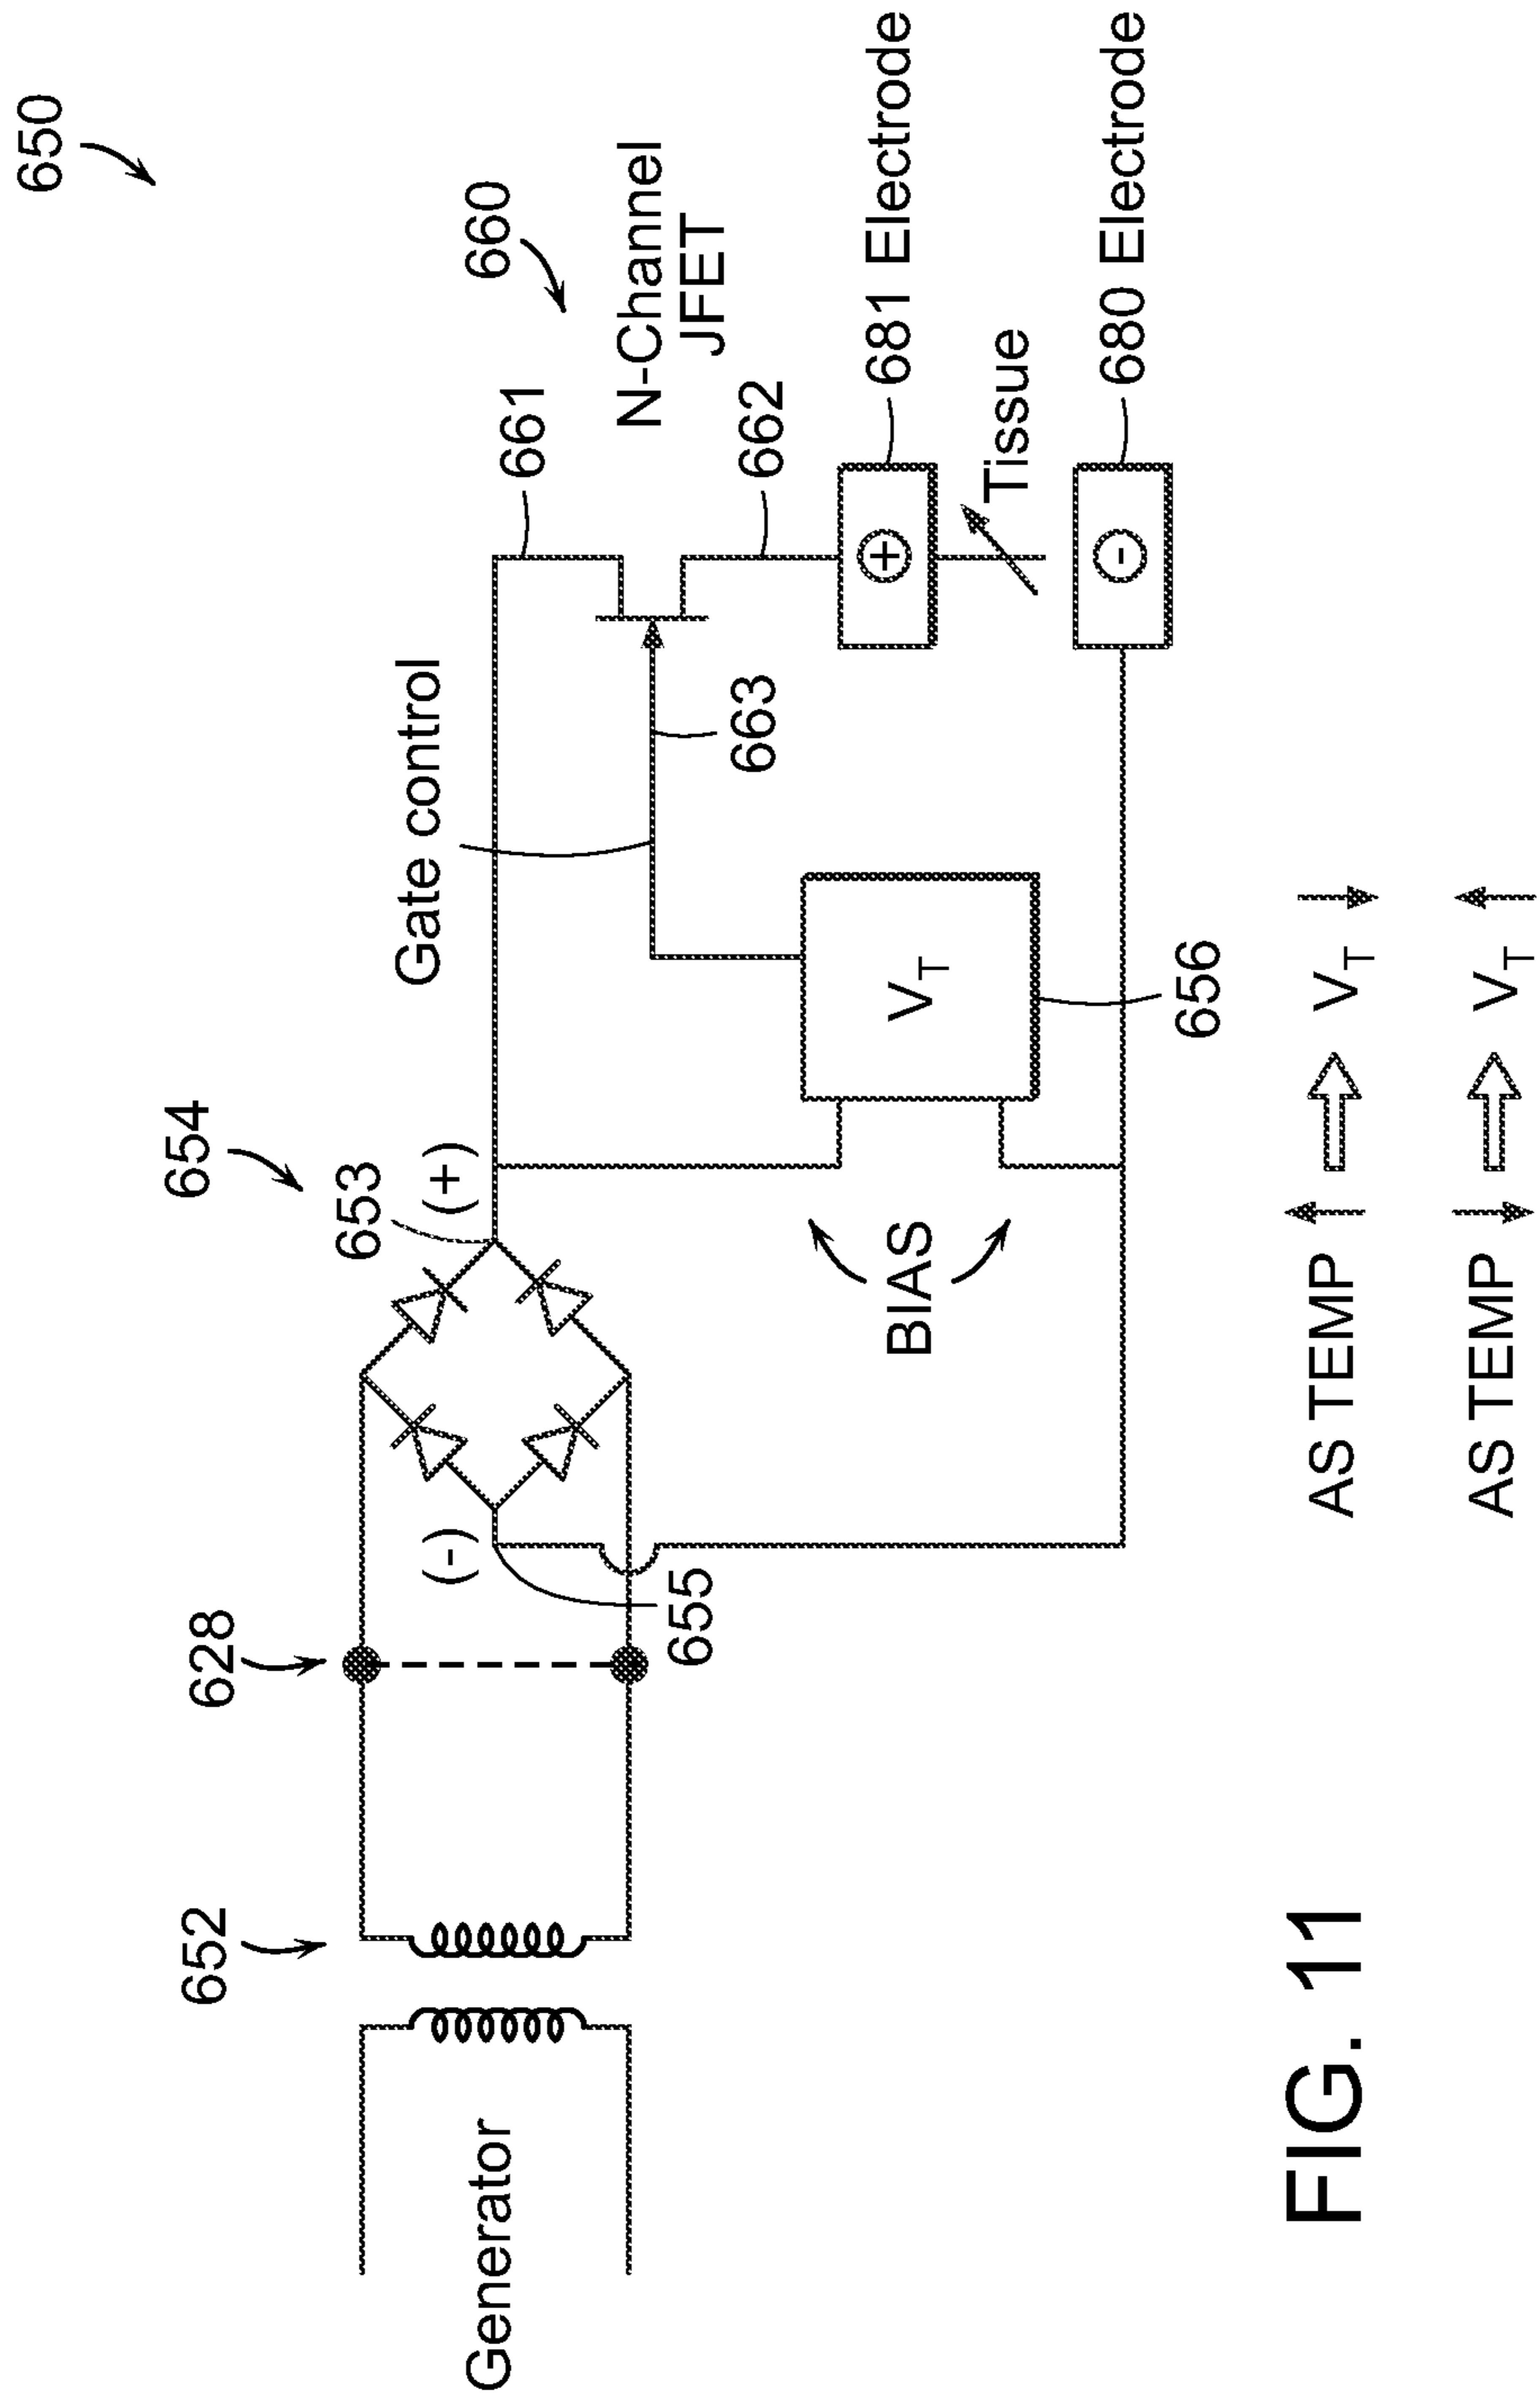 650
660
N-Channel
JFET
661
662
681 Electrode
+
Tissue
680 Electrode
-
Gate control
663
V_T
656
654
653
(+)
BIAS
(-)
655
628
652
Generator
AS TEMP ↑ ⇒ V_T ↓
AS TEMP ↓ ⇒ V_T ↑
FIG. 11